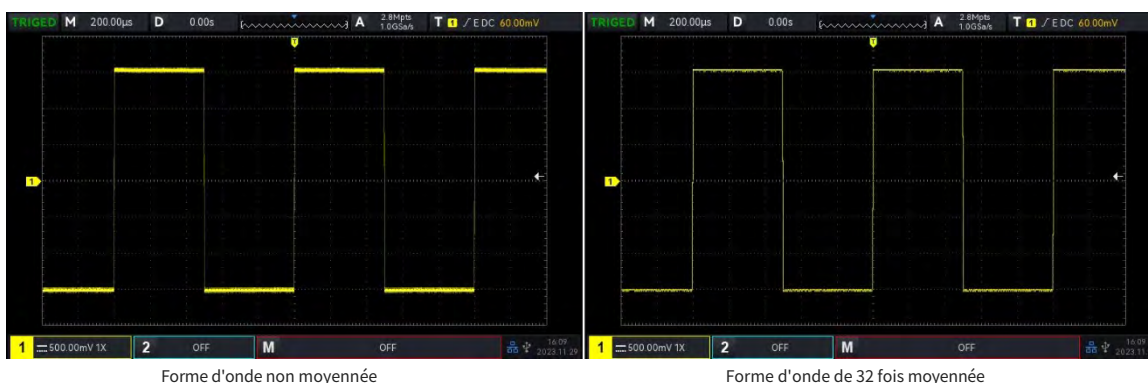 TRIGED M 200.00μs D 0.00s A 2.8Mpts 1.0GSa/s T 1 E DC 60.00mV
T
1
1 500.00mV 1X 2 OFF M OFF 16:09 2023.11.29
TRIGED M 200.00μs D 0.00s A 2.8Mpts 1.0GSa/s T 1 E DC 60.00mV
T
1
1 500.00mV 1X 2 OFF M OFF 16:09 2023.11
Forme d'onde non moyennée
Forme d'onde de 32 fois moyennée